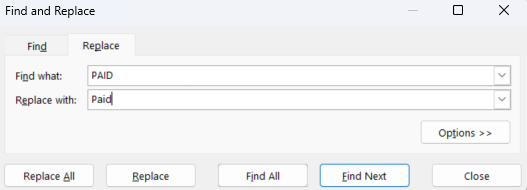 Find and Replace
Find Replace
Find what: PAID
Replace with: Paid
Options >>
Replace All Replace Find All Find Next Close